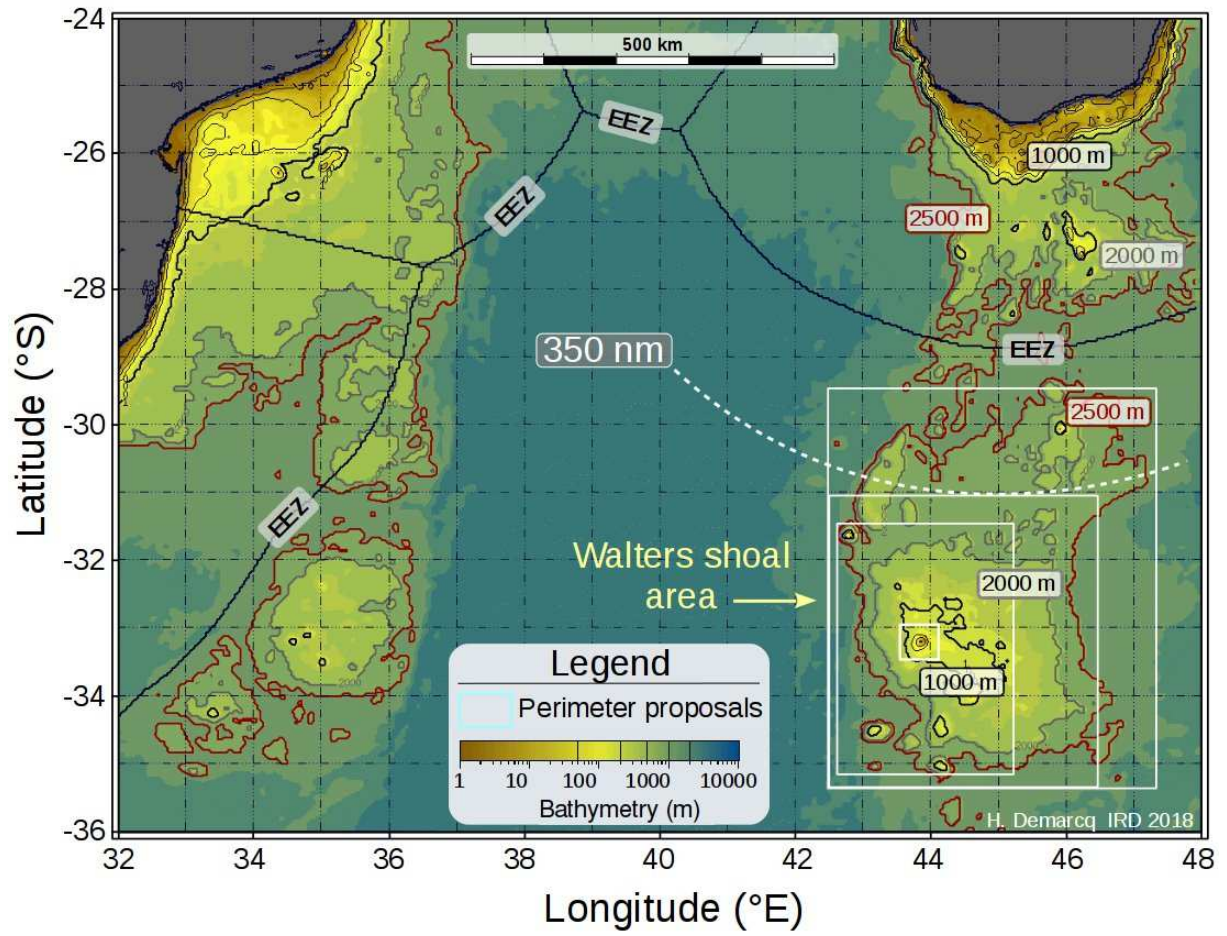 -24
-26
-28
-30
-32
-34
-36
Latitude (°S)
500 km
EEZ
EEZ
EEZ
EEZ
1000 m
2500 m
2000 m
350 nm
2500 m
Walters shoal
area
2000 m
1000 m
Legend
Perimeter proposals
1 10 100 1000 10000
Bathymetry (m)
H. Demarcq IRD 2018
32 34 36 38 40 42 44 46 48
Longitude (°E)